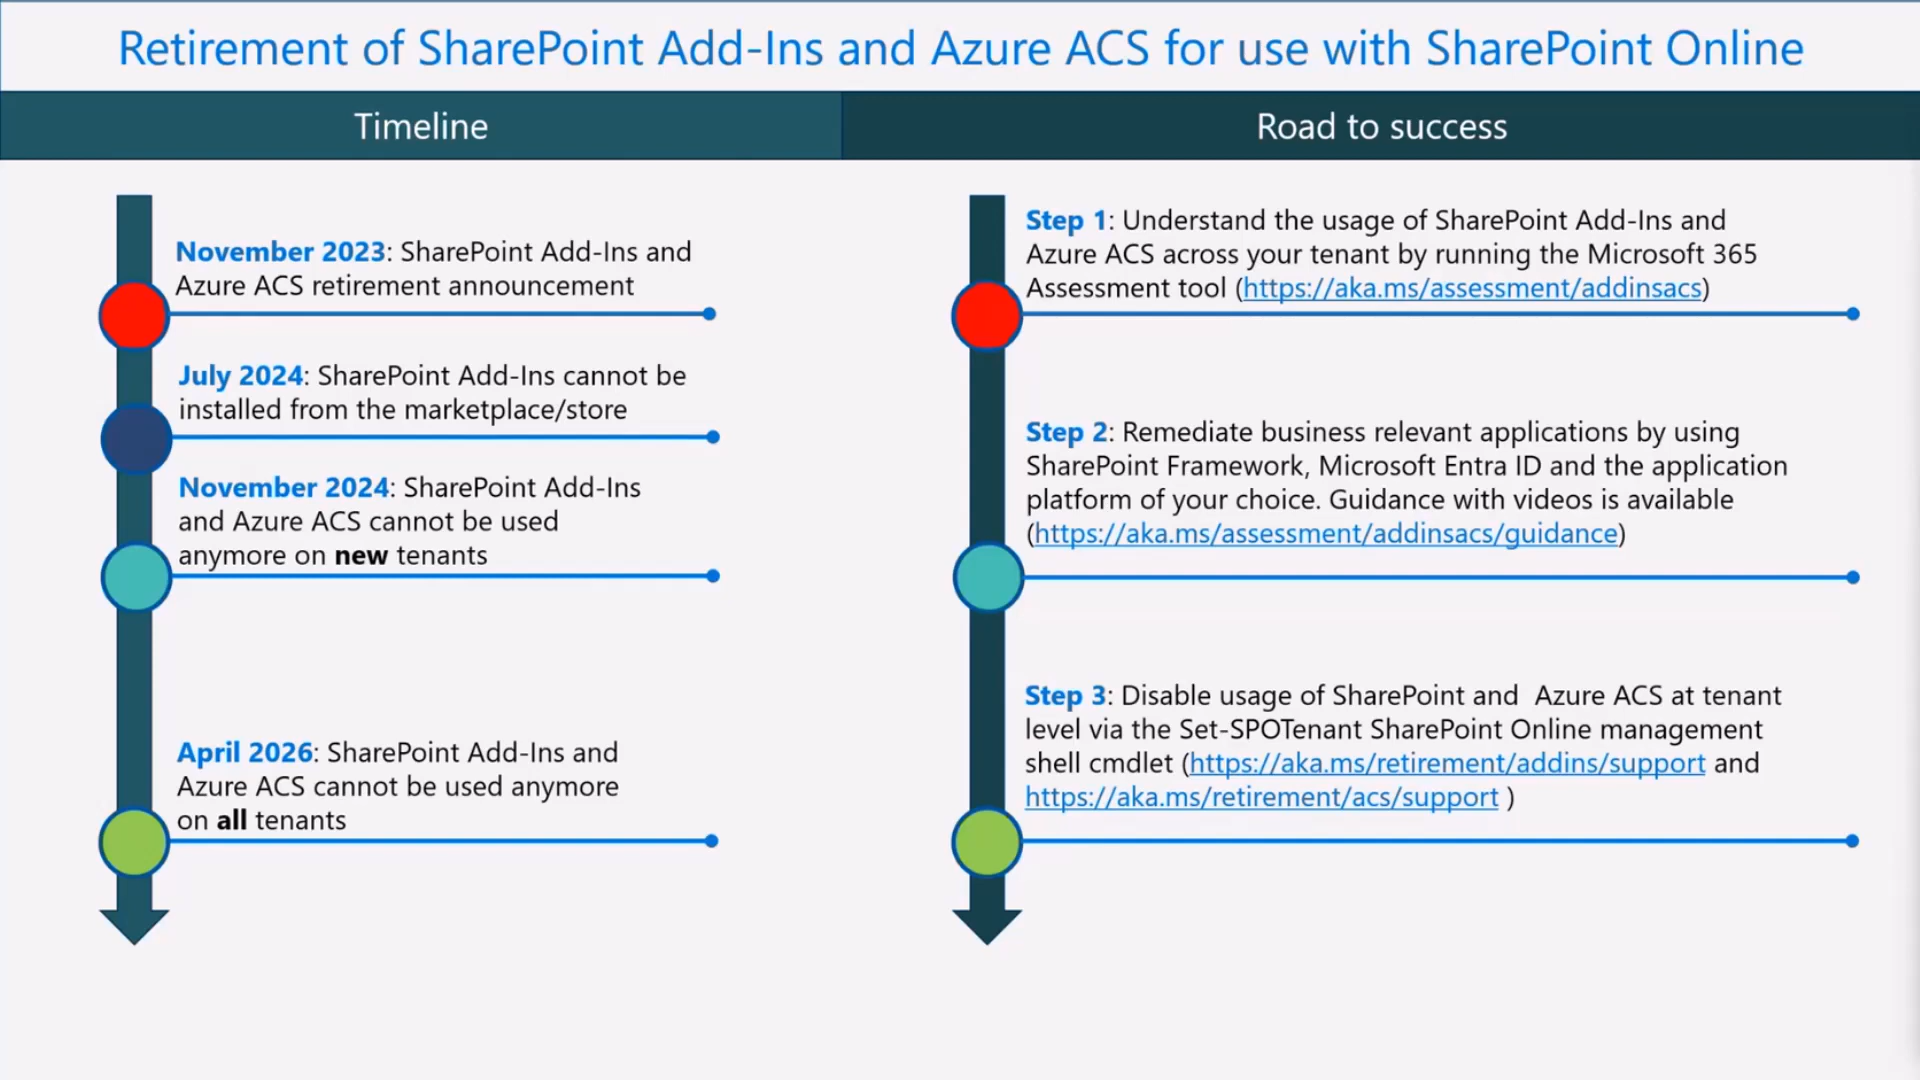 Retirement of SharePoint Add-Ins and Azure ACS for use with SharePoint Online
Timeline
November 2023: SharePoint Add-Ins and
Azure ACS retirement announcement
July 2024: SharePoint Add-Ins cannot be
installed from the marketplace/store
November 2024: SharePoint Add-Ins
and Azure ACS cannot be used
anymore on new tenants
April 2026: SharePoint Add-Ins and
Azure ACS cannot be used anymore
on all tenants
Road to success
Step 1: Understand the usage of SharePoint Add-Ins and
Azure ACS across your tenant by running the Microsoft 365
Assessment tool (https://aka.ms/assessment/addinsacs)
Step 2: Remediate business relevant applications by using
SharePoint Framework, Microsoft Entra ID and the application
platform of your choice. Guidance with videos is available
(https://aka.ms/assessment/addinsacs/guidance)
Step 3: Disable usage of SharePoint and  Azure ACS at tenant
level via the Set-SPOTenant SharePoint Online management
shell cmdlet (https://aka.ms/retirement/addins/support and
https://aka.ms/retirement/acs/support )